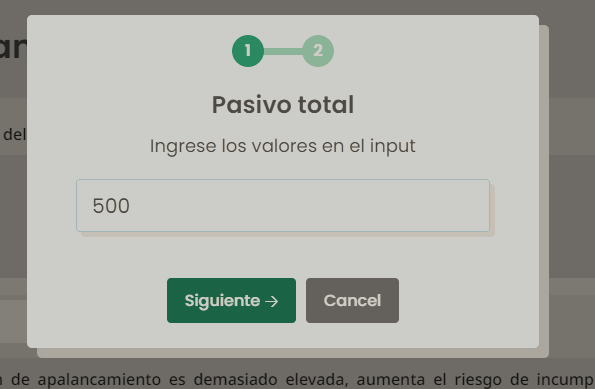 1 2
Pasivo total
del
Ingrese los valores en el input
500
Siguiente → Cancel
de apalancamiento es demasiado elevada, aumenta el riesgo de incump